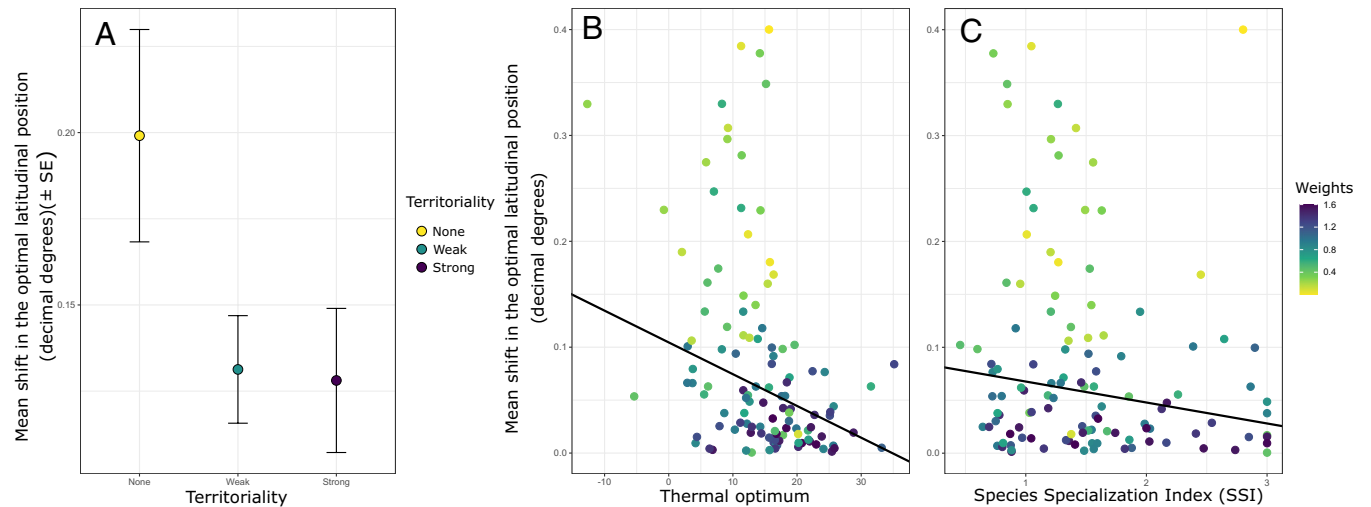 A
Mean shift in the optimal latitudinal position
(decimal degrees)(± SE)
0.20
0.15
None
Weak
Strong
Territoriality
Territoriality
None
Weak
Strong
B
Mean shift in the optimal latitudinal position
(decimal degrees)
0.4
0.3
0.2
0.1
0.0
-10
0
10
20
30
Thermal optimum
C
0.4
0.3
0.2
0.1
0.0
1
2
3
Species Specialization Index (SSI)
Weights
1.6
1.2
0.8
0.4